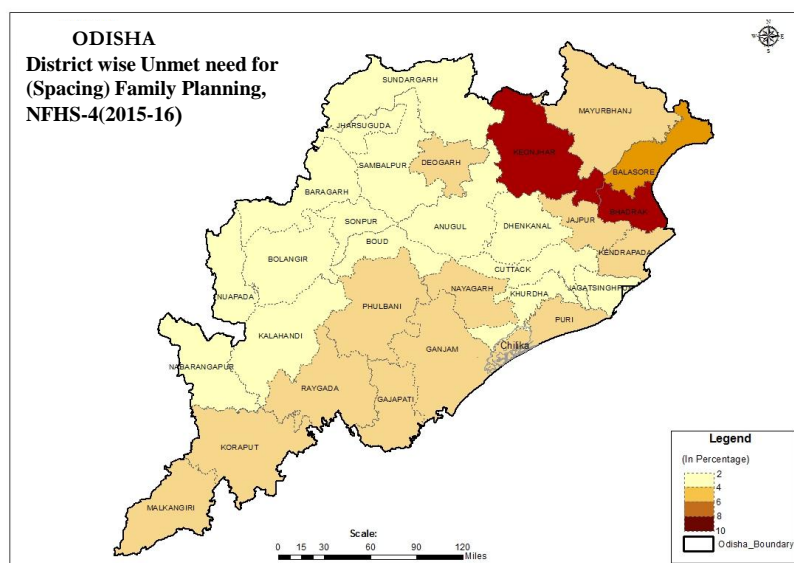 ODISHA
District wise Unmet need for
(Spacing) Family Planning,
NFHS-4(2015-16)
N
E
S
SUNDARGARH
MAYURBHANJ
JHARSUGUDA
KEONJHAR
SAMBALPUR
DEOGARH
BALASORE
BARAGARH
BHADRAK
SONPUR
ANUGUL
DHENKANAL
JAJPUR
BOUD
BOLANGIR
KENDRAPADA
CUTTACK
NUAPADA
NAYAGARH
KHURDHA
JAGATSINGHPUR
PHULBANI
PURI
KALAHANDI
Chilika
GANJAM
NABARANGAPUR
RAYGADA
GAJAPATI
KORAPUT
MALKANGIRI
Legend
(In Percentage)
2
4
6
8
10
Odisha_Boundary
Scale:
0 15 30 60 90 120
Miles